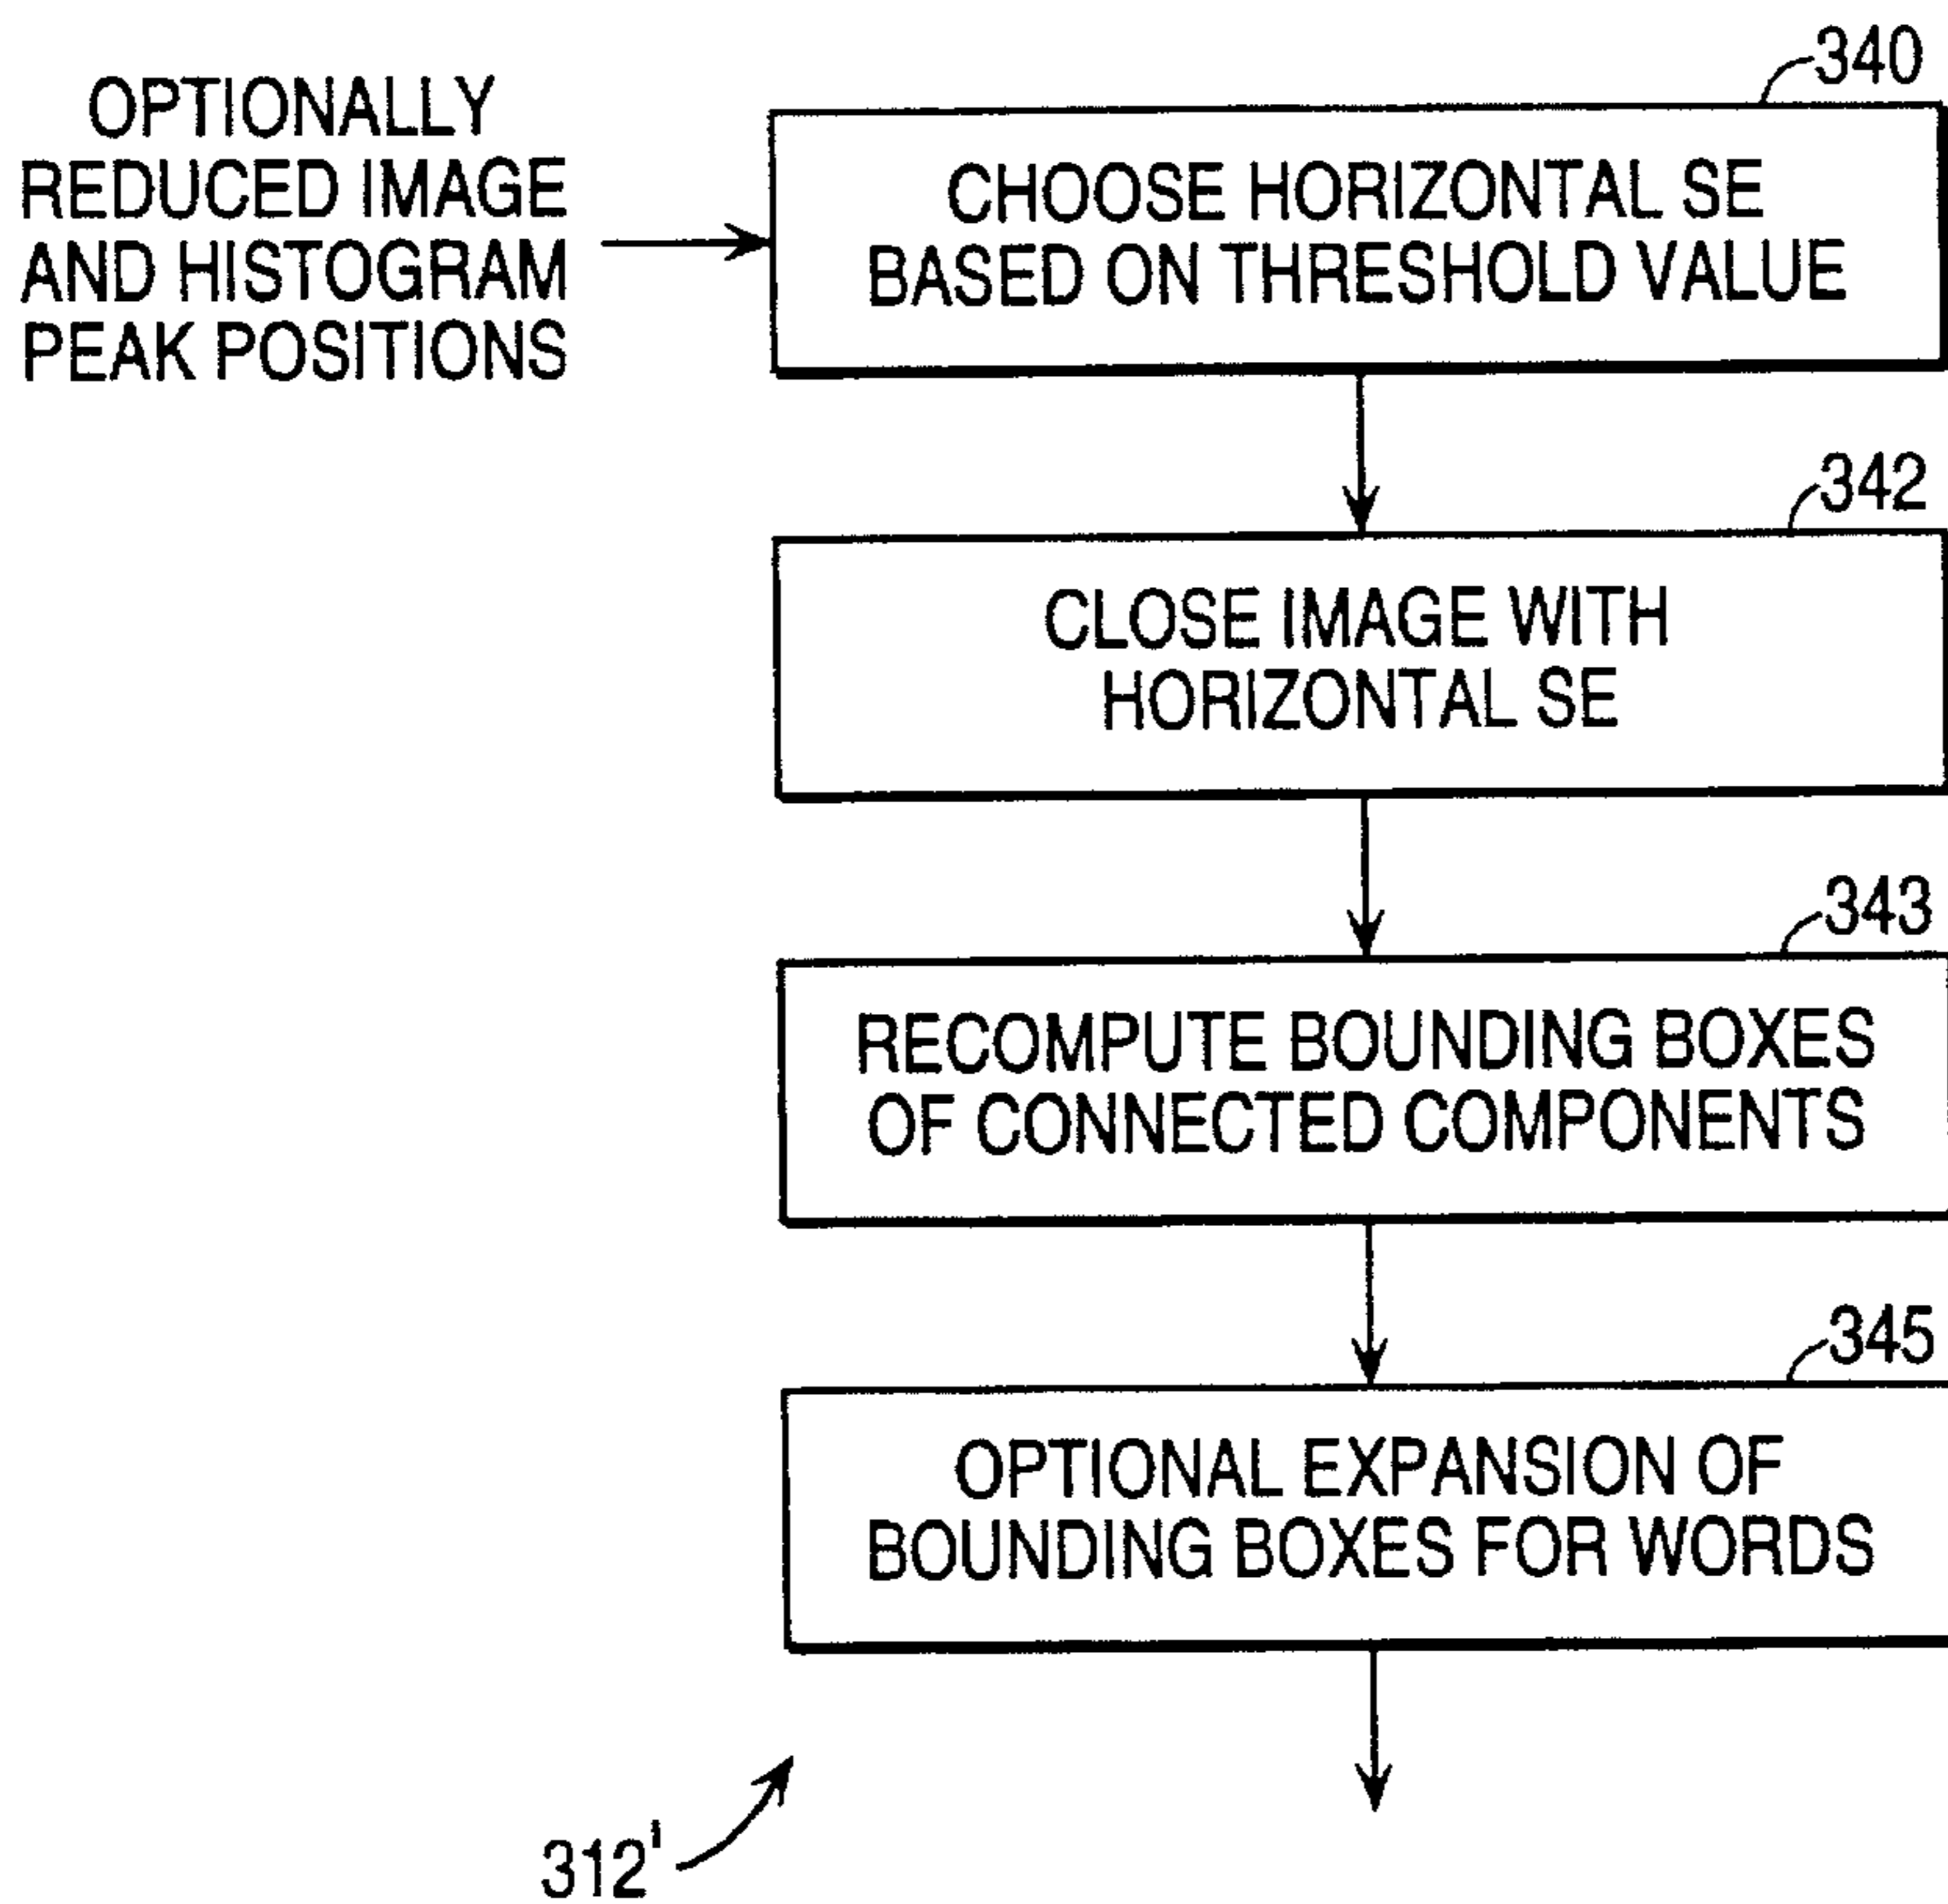 OPTIONALLY
REDUCED IMAGE
AND HISTOGRAM
PEAK POSITIONS
340
CHOOSE HORIZONTAL SE
BASED ON THRESHOLD VALUE
342
CLOSE IMAGE WITH
HORIZONTAL SE
343
RECOMPUTE BOUNDING BOXES
OF CONNECTED COMPONENTS
345
OPTIONAL EXPANSION OF
BOUNDING BOXES FOR WORDS
312'